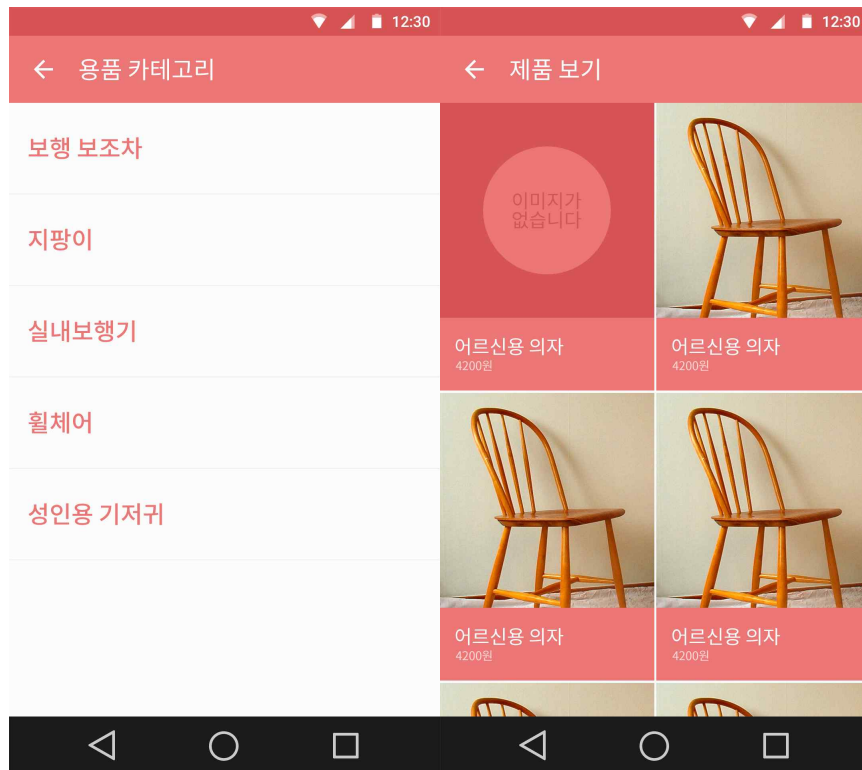 12:30
용품 카테고리
보행 보조차
지팡이
실내보행기
휠체어
성인용 기저귀
12:30
제품 보기
이미지가
없습니다
어르신용 의자
4200원
어르신용 의자
4200원
어르신용 의자
4200원
어르신용 의자
4200원